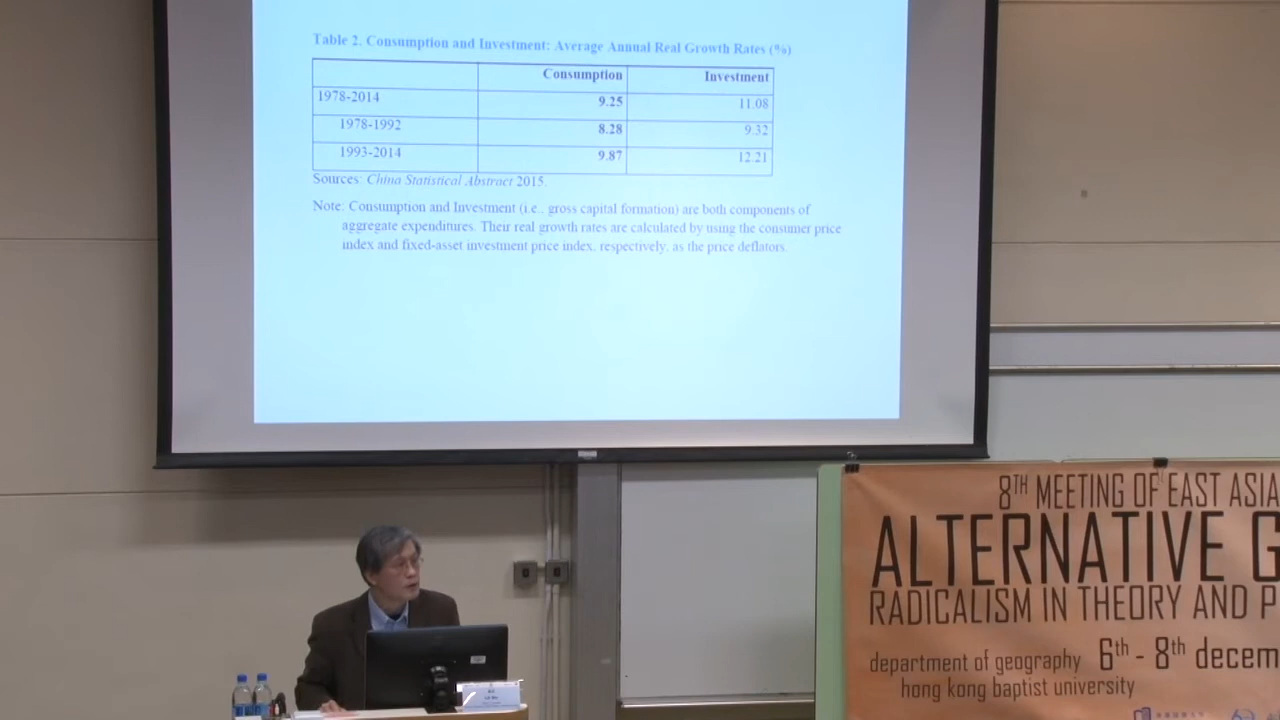 Table 2. Consumption and Investment: Average Annual Real Growth Rates (%)
Consumption Investment
1978-2014 9.25 11.08
1978-1992 8.28 9.32
1993-2014 9.87 12.21
Sources: China Statistical Abstract 2015.
Note: Consumption and Investment (i.e., gross capital formation) are both components of
aggregate expenditures. Their real growth rates are calculated by using the consumer price
index and fixed-asset investment price index, respectively, as the price deflators.
8TH MEETING OF EAST ASIA
ALTERNATIVE G
RADICALISM IN THEORY AND P
department of geography 6th - 8th decem
hong kong baptist university